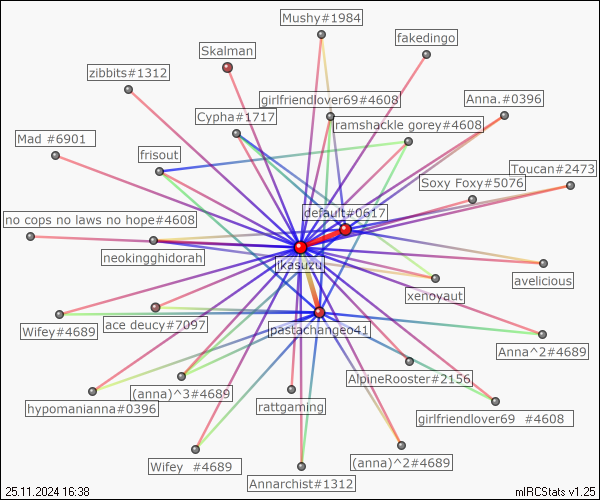 Mushy#1984
fakedingo
Skalman
zibbits#1312
girlfriendlover69#4608
Anna.#0396
Cypha#1717
ramshackle gorey#4608
Mad #6901
frisout
Toucan#2473
Soxy Foxy#5076
default#0617
no cops no laws no hope#4608
neokingghidorah
ikasuzu
avelicious
xenoyaut
Wifey#4689
ace deucy#7097
pastachangeo41
Anna^2#4689
AlpineRooster#2156
(anna)^3#4689
hypomanianna#0396
rattgaming
girlfriendlover69 #4608
Wifey #4689
(anna)^2#4689
Annarchist#1312
25.11.2024 16:38
mIRCStats v1.25